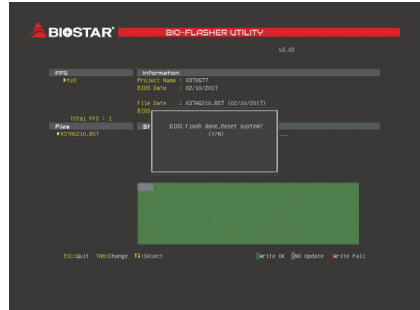 BIOSTAR
BIO-FLASHER UTILITY
v3.02
FFS
fs0
Information
Project Name : X370GT7
BIOS Date : 02/10/2017
File Date : X37AG210.BST (02/10/2017)
BIOS
Total FFS : 1
Files
X37AG210.BST
St
BIOS Flash done,Reset system?
(Y/N)
...
ESC:Quit TAB:Change ↑↓:Select
Write OK NO Update Write Fail